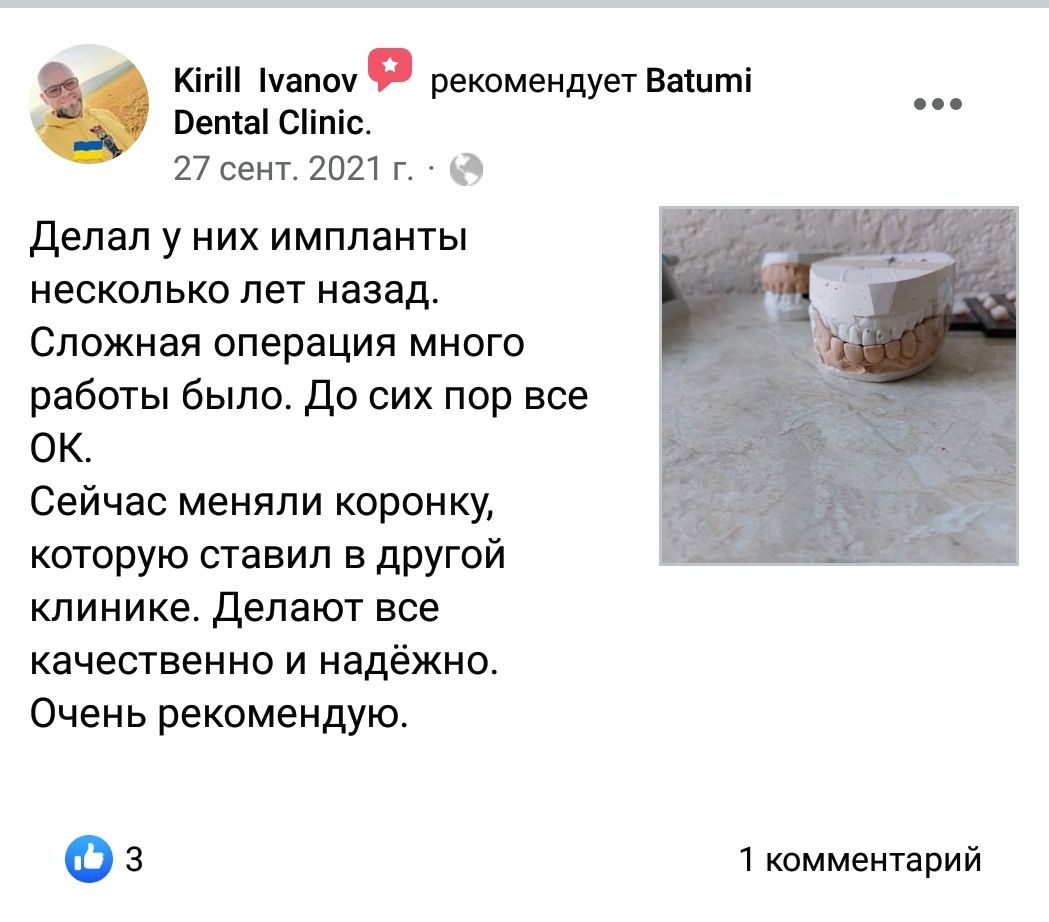 Kirill Ivanov рекомендует Batumi
Dental Clinic.
27 сент. 2021 г. ·
Делал у них импланты
несколько лет назад.
Сложная операция много
работы было. До сих пор все
ОК.
Сейчас меняли коронку,
которую ставил в другой
клинике. Делают все
качественно и надёжно.
Очень рекомендую.
3
1 комментарий